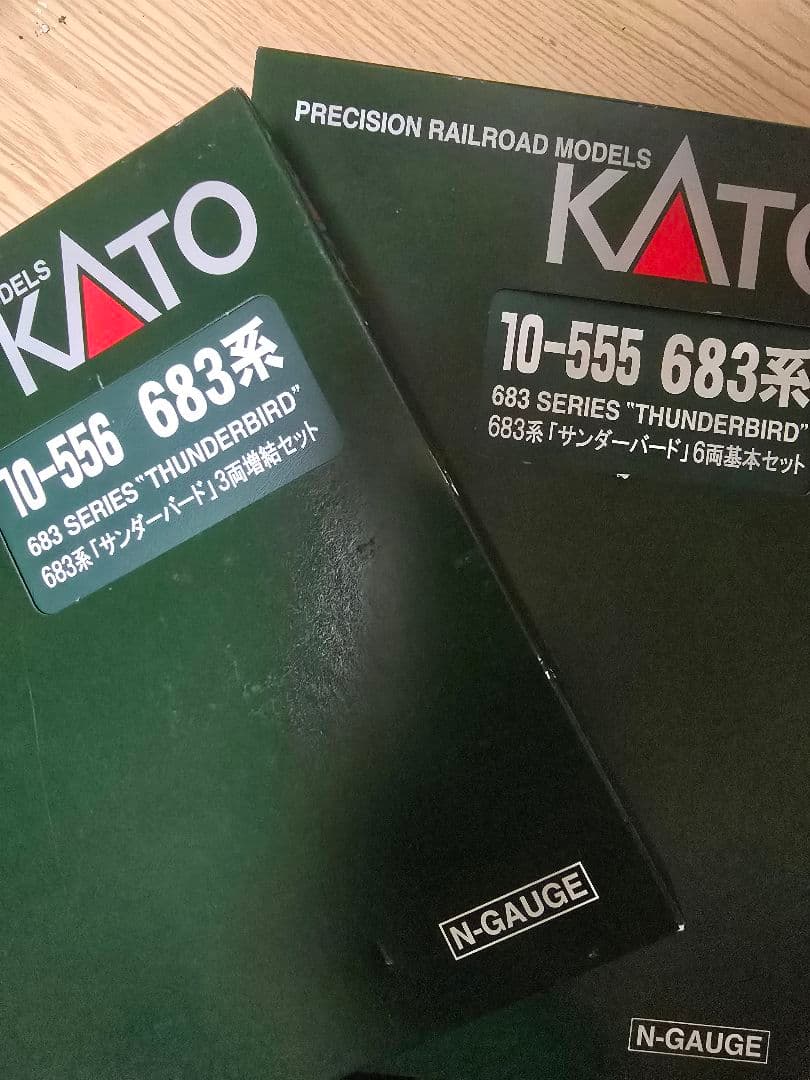 DELS
KATO
10-556 683系
683 SERIES "THUNDERBIRD"
683系「サンダーバード」3両増結セット
N-GAUGE
PRECISION RAILROAD MODELS
KATO
10-555 683系
683 SERIES "THUNDERBIRD"
683系「サンダーバード」6両基本セット
N-GAUGE